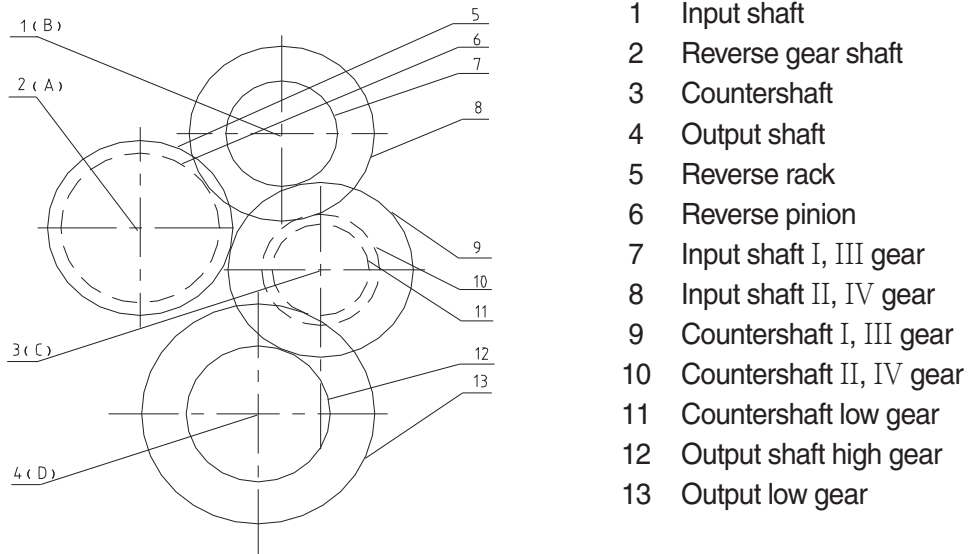 1(B)
2(A)
3(C)
4(D)
5
6
7
8
9
10
11
12
13
1 Input shaft
2 Reverse gear shaft
3 Countershaft
4 Output shaft
5 Reverse rack
6 Reverse pinion
7 Input shaft I, III gear
8 Input shaft II, IV gear
9 Countershaft I, III gear
10 Countershaft II, IV gear
11 Countershaft low gear
12 Output shaft high gear
13 Output low gear